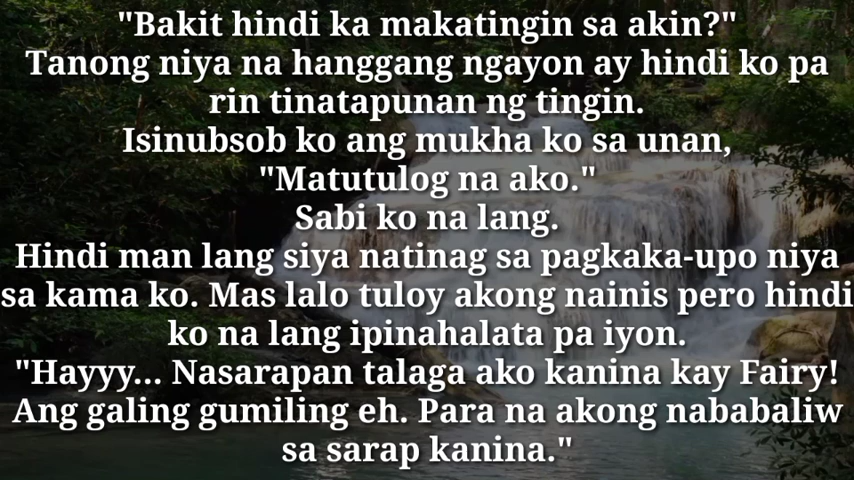 "Bakit hindi ka makatingin sa akin?"
Tanong niya na hanggang ngayon ay hindi ko pa
rin tinatapunan ng tingin.
Isinubsob ko ang mukha ko sa unan,
"Matutulog na ako."
Sabi ko na lang.
Hindi man lang siya natinag sa pagkaka-upo niya
sa kama ko. Mas lalo tuloy akong nainis pero hindi
ko na lang ipinahalata pa iyon.
"Hayyy... Nasarapan talaga ako kanina kay Fairy!
Ang galing gumiling eh. Para na akong nababaliw
sa sarap kanina."